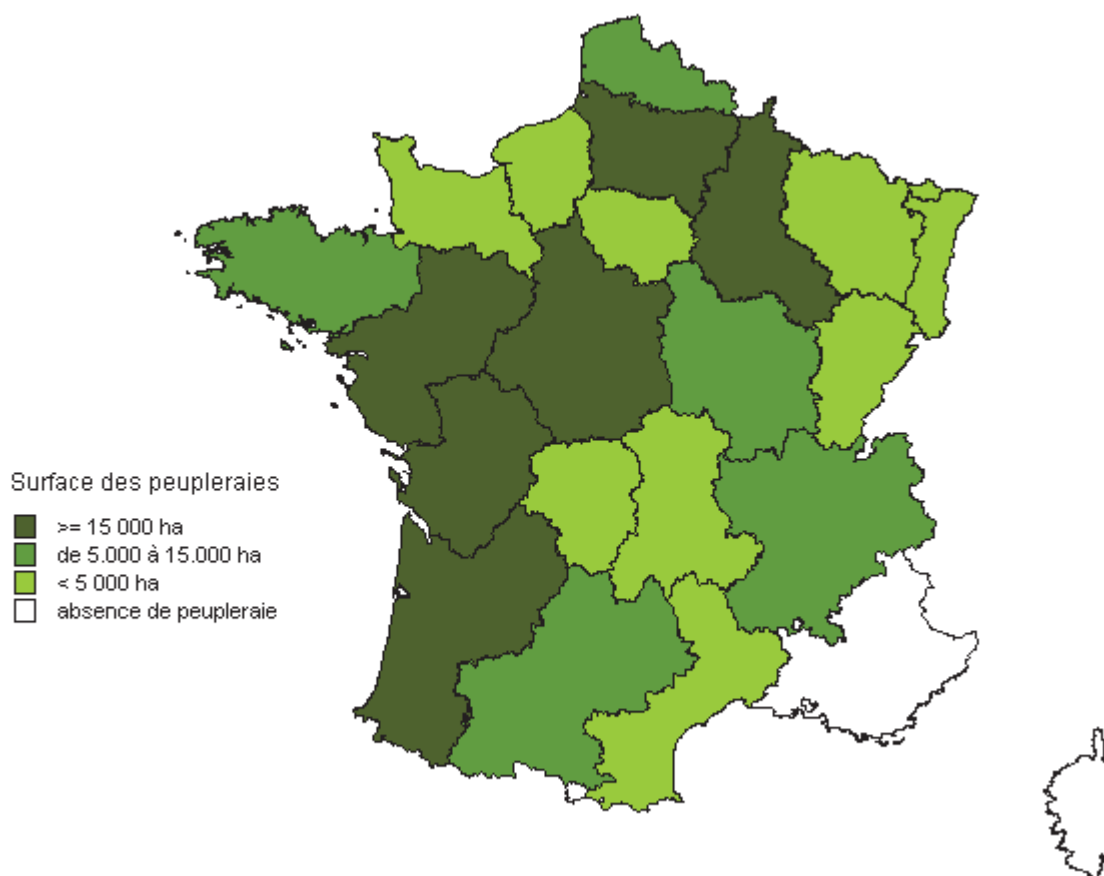 Surface des peupleraies
>= 15 000 ha
de 5.000 à 15.000 ha
< 5 000 ha
absence de peupleraie